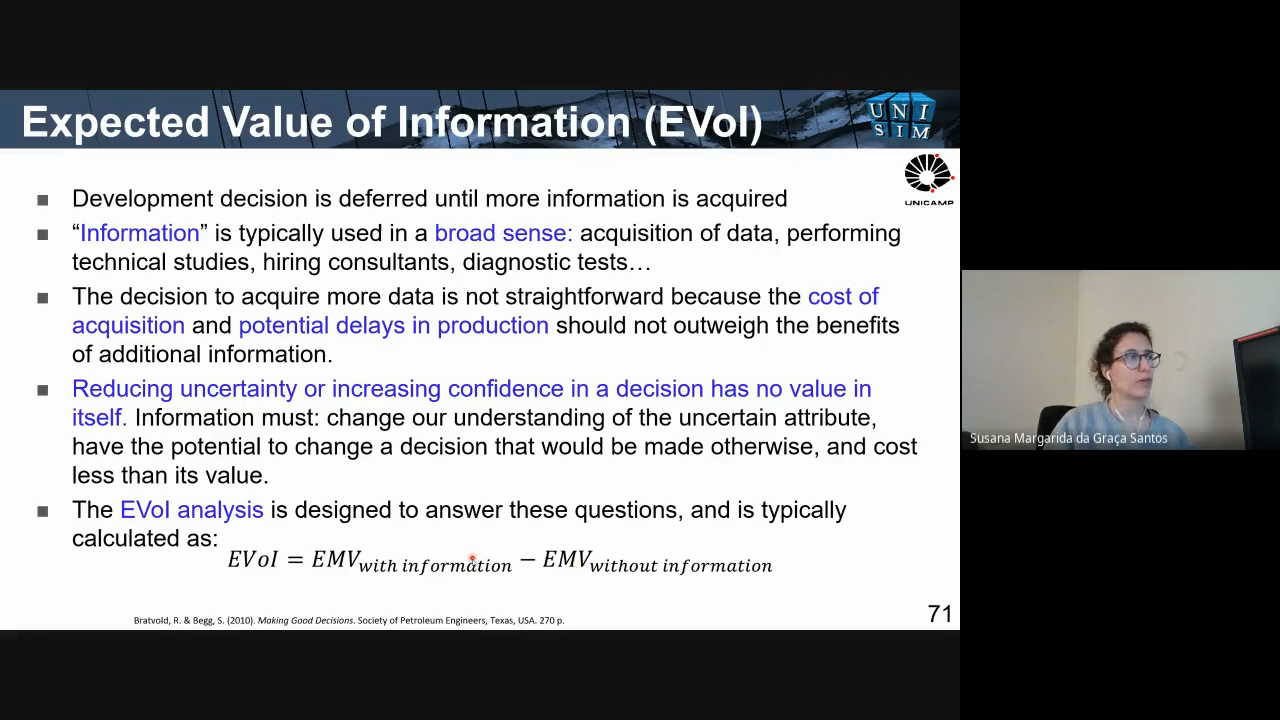 Expected Value of Information (EVoI)
UNI
SIM
UNICAMP
Development decision is deferred until more information is acquired
“Information” is typically used in a broad sense: acquisition of data, performing
technical studies, hiring consultants, diagnostic tests…
The decision to acquire more data is not straightforward because the cost of
acquisition and potential delays in production should not outweigh the benefits
of additional information.
Reducing uncertainty or increasing confidence in a decision has no value in
itself. Information must: change our understanding of the uncertain attribute,
have the potential to change a decision that would be made otherwise, and cost
less than its value.
The EVoI analysis is designed to answer these questions, and is typically
calculated as:
EVoI = EMV with information − EMV without information
Bratvold, R. & Begg, S. (2010). Making Good Decisions. Society of Petroleum Engineers, Texas, USA. 270 p.
71
Susana Margarida da Graça Santos